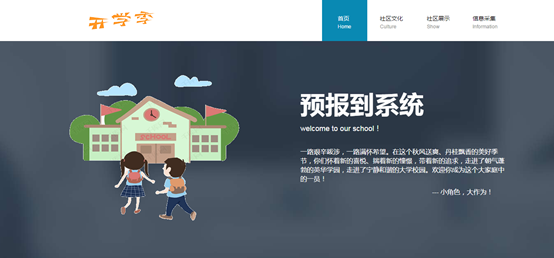 开学季
首页
Home
社区文化
Culture
社区展示
Show
信息采集
Information
SCHOOL
预报到系统
welcome to our school !
一路艰辛跋涉，一路满怀希望。在这个秋风送爽、丹桂飘香的美好季
节，你们怀着新的喜悦、揣着新的憧憬，带着新的追求，走进了朝气蓬
勃的英华学园，走进了宁静和谐的大学校园。欢迎你成为这个大家庭中
的一员！
— 小角色，大作为！